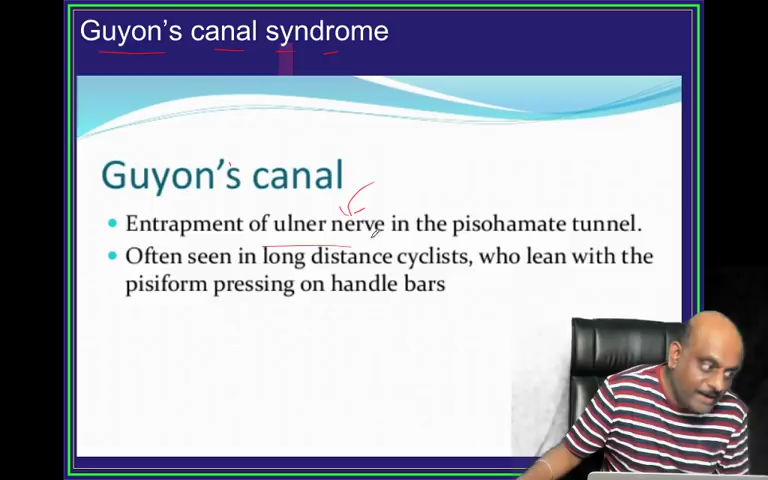 Guyon's canal syndrome
Guyon's canal
Entrapment of ulner nerve in the pisohamate tunnel.
Often seen in long distance cyclists, who lean with the
pisiform pressing on handle bars